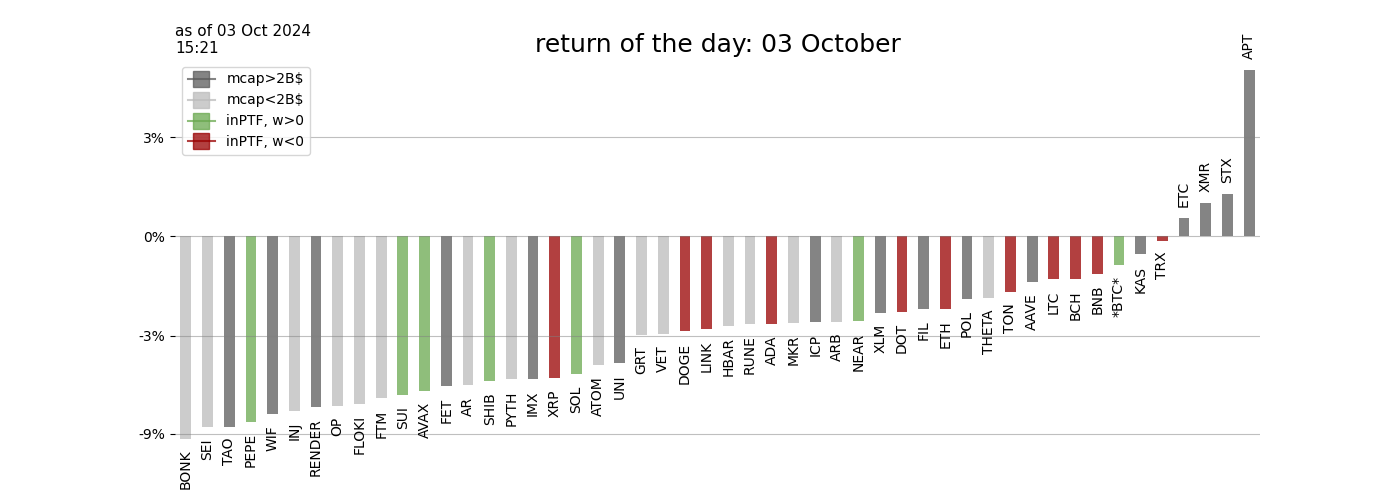 as of 03 Oct 2024
15:21
return of the day: 03 October
mcap>2B$
mcap<2B$
inPTF, w>0
inPTF, w<0
3%
0%
-3%
-9%
BONK
SEI
TAO
PEPE
WIF
INJ
RENDER
OP
FLOKI
FTM
SUI
AVAX
FET
AR
SHIB
PYTH
IMX
XRP
SOL
ATOM
UNI
GRT
VET
DOGE
LINK
HBAR
RUNE
ADA
MKR
ICP
ARB
NEAR
XLM
DOT
FIL
ETH
POL
THETA
TON
AAVE
LTC
BCH
BNB
*BTC*
KAS
TRX
ETC
XMR
STX
APT